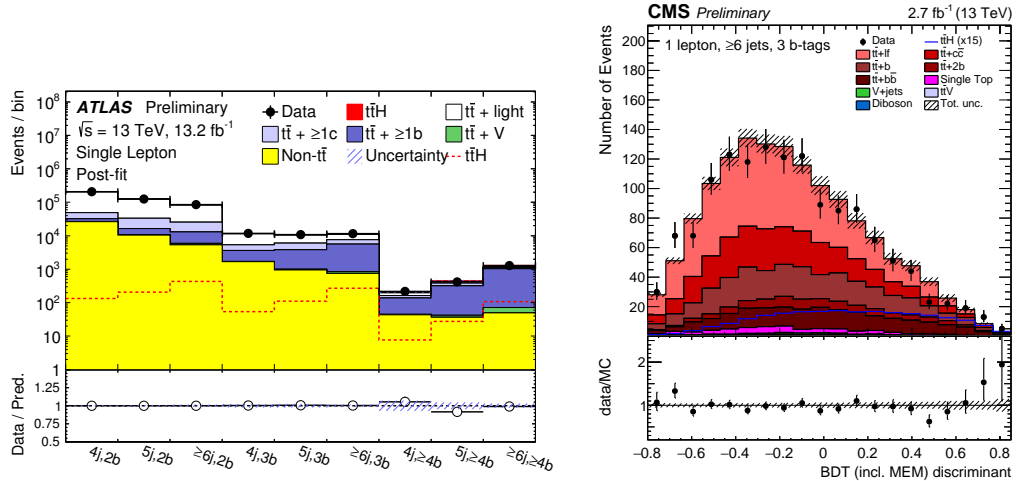 ATLAS Preliminary
√s = 13 TeV, 13.2 fb⁻¹
Single Lepton
Post-fit
Data
tt̄H
tt̄ + light
tt̄ + ≥1c
tt̄ + ≥1b
tt̄ + V
Non-tt̄
Uncertainty
tt̄H
Events / bin
10⁸
10⁷
10⁶
10⁵
10⁴
10³
10²
10
1
Data / Pred.
1.25
1
0.75
0.5
4j,2b
5j,2b
≥6j,2b
4j,3b
5j,3b
≥6j,3b
4j,≥4b
5j,≥4b
≥6j,≥4b
CMS Preliminary
2.7 fb⁻¹ (13 TeV)
1 lepton, ≥6 jets, 3 b-tags
Data
tt̄H (x15)
tt̄+lf
tt̄+cc̄
tt̄+b
tt̄+2b
tt̄+bb̄
Single Top
V+jets
tt̄V
Diboson
Tot. unc.
Number of Events
200
180
160
140
120
100
80
60
40
20
data/MC
2
1
−0.8 −0.6 −0.4 −0.2 0 0.2 0.4 0.6 0.8
BDT (incl. MEM) discriminant